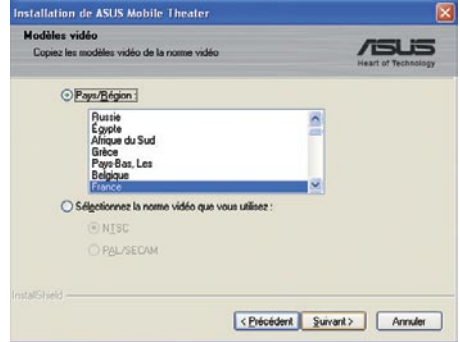 Installation de ASUS Mobile Theater
Modèles vidéo
Copiez les modèles vidéo de la norme vidéo
ASUS
Heart of Technology
Pays/Région :
Russie
Égypte
Afrique du Sud
Grèce
Pays-Bas, Les
Belgique
France
Sélectionnez la norme vidéo que vous utilisez :
NTSC
PAL/SECAM
InstallShield
< Précédent Suivant > Annuler